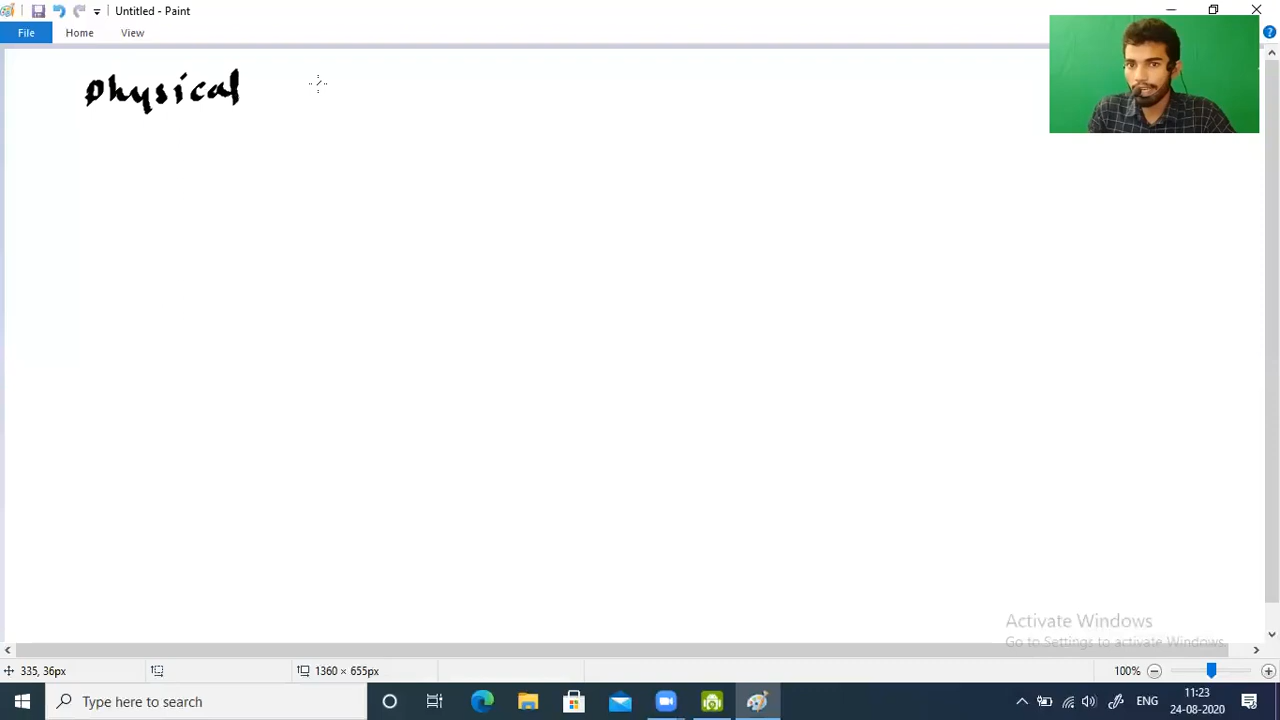 Untitled - Paint
File Home View
Physical
Activate Windows
Go to Settings to activate Windows.
335, 36px 1360 × 655px 100%
Type here to search ENG 11:23
24-08-2020